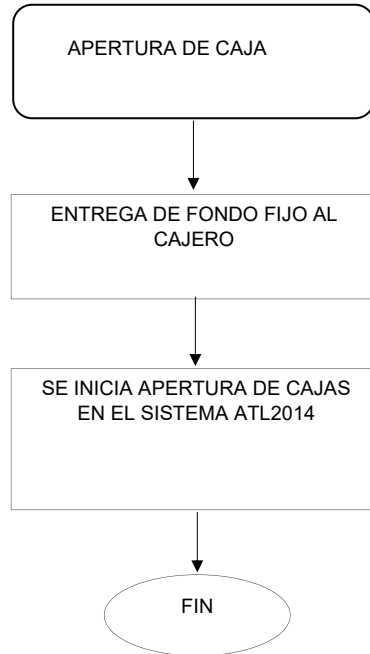 APERTURA DE CAJA
ENTREGA DE FONDO FIJO AL
CAJERO
SE INICIA APERTURA DE CAJAS
EN EL SISTEMA ATL2014
FIN